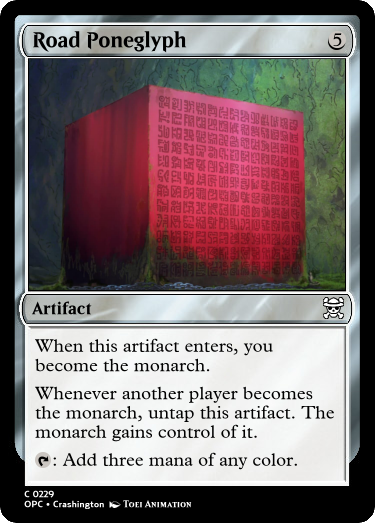 Road Poneglyph 5
Artifact
When this artifact enters, you
become the monarch.
Whenever another player becomes
the monarch, untap this artifact. The
monarch gains control of it.
: Add three mana of any color.
C 0229
OPC • Crashington TOEI ANIMATION